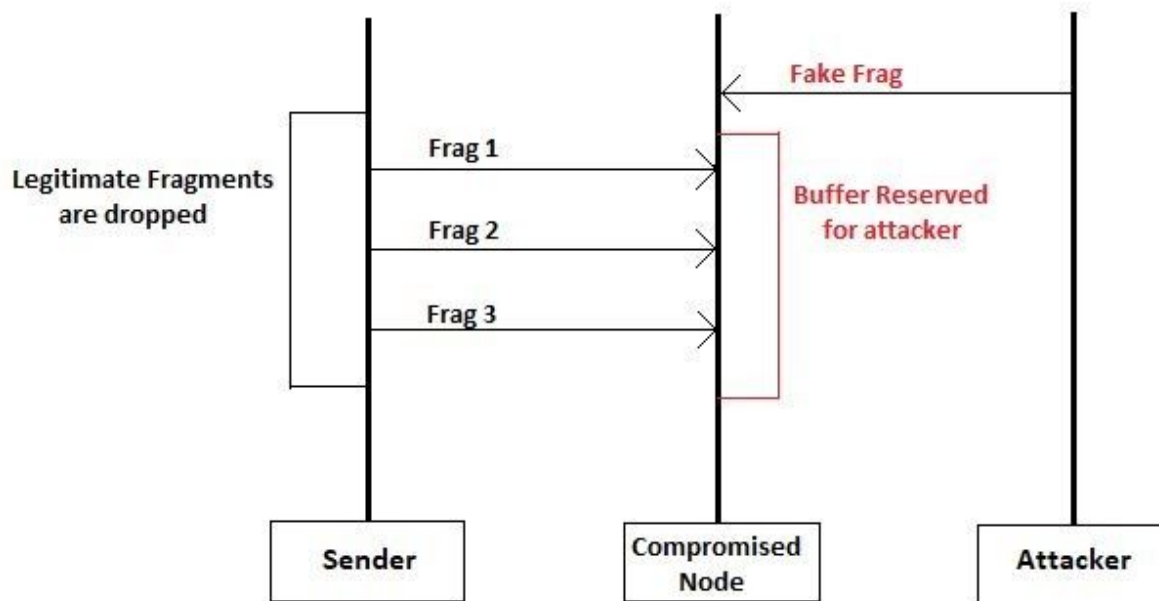 Fake Frag
Frag 1
Legitimate Fragments
are dropped
Buffer Reserved
for attacker
Frag 2
Frag 3
Sender
Compromised
Node
Attacker